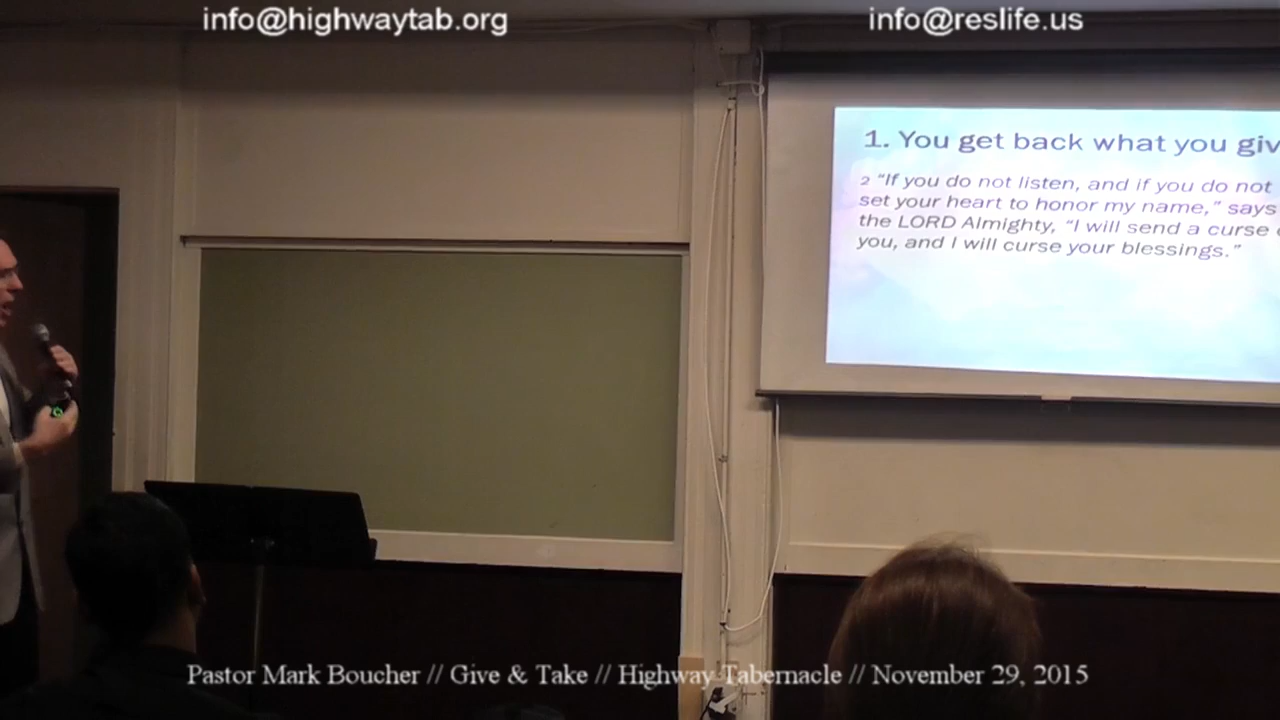 info@highwaytab.org
info@reslife.us
1. You get back what you giv
2 "If you do not listen, and if you do not
set your heart to honor my name," says
the LORD Almighty, "I will send a curse
you, and I will curse your blessings."
Pastor Mark Boucher // Give & Take // Highway Tabernacle // November 29, 2015